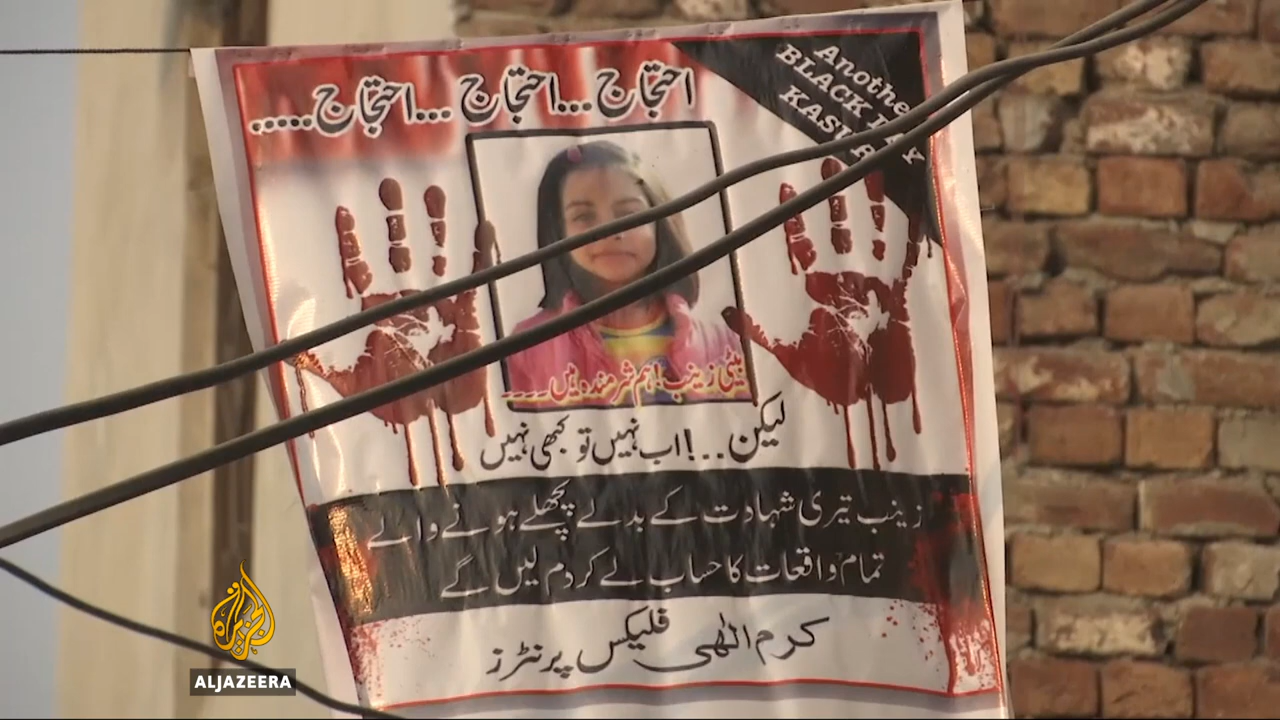 احتجاج ... احتجاج ... احتجاج .....
Another
BLACK DAY
KASUR
بیٹی زینب! ہم شرمندہ ہیں ....
لیکن ..! اب نہیں تو کبھی نہیں
زینب تیری شہادت کے بدلے پچھلے ہونے والے
تمام واقعات کا حساب لے کر دم لیں گے
کرم الٰہی فلیکس پرنٹرز
الجزيرة
ALJAZEERA